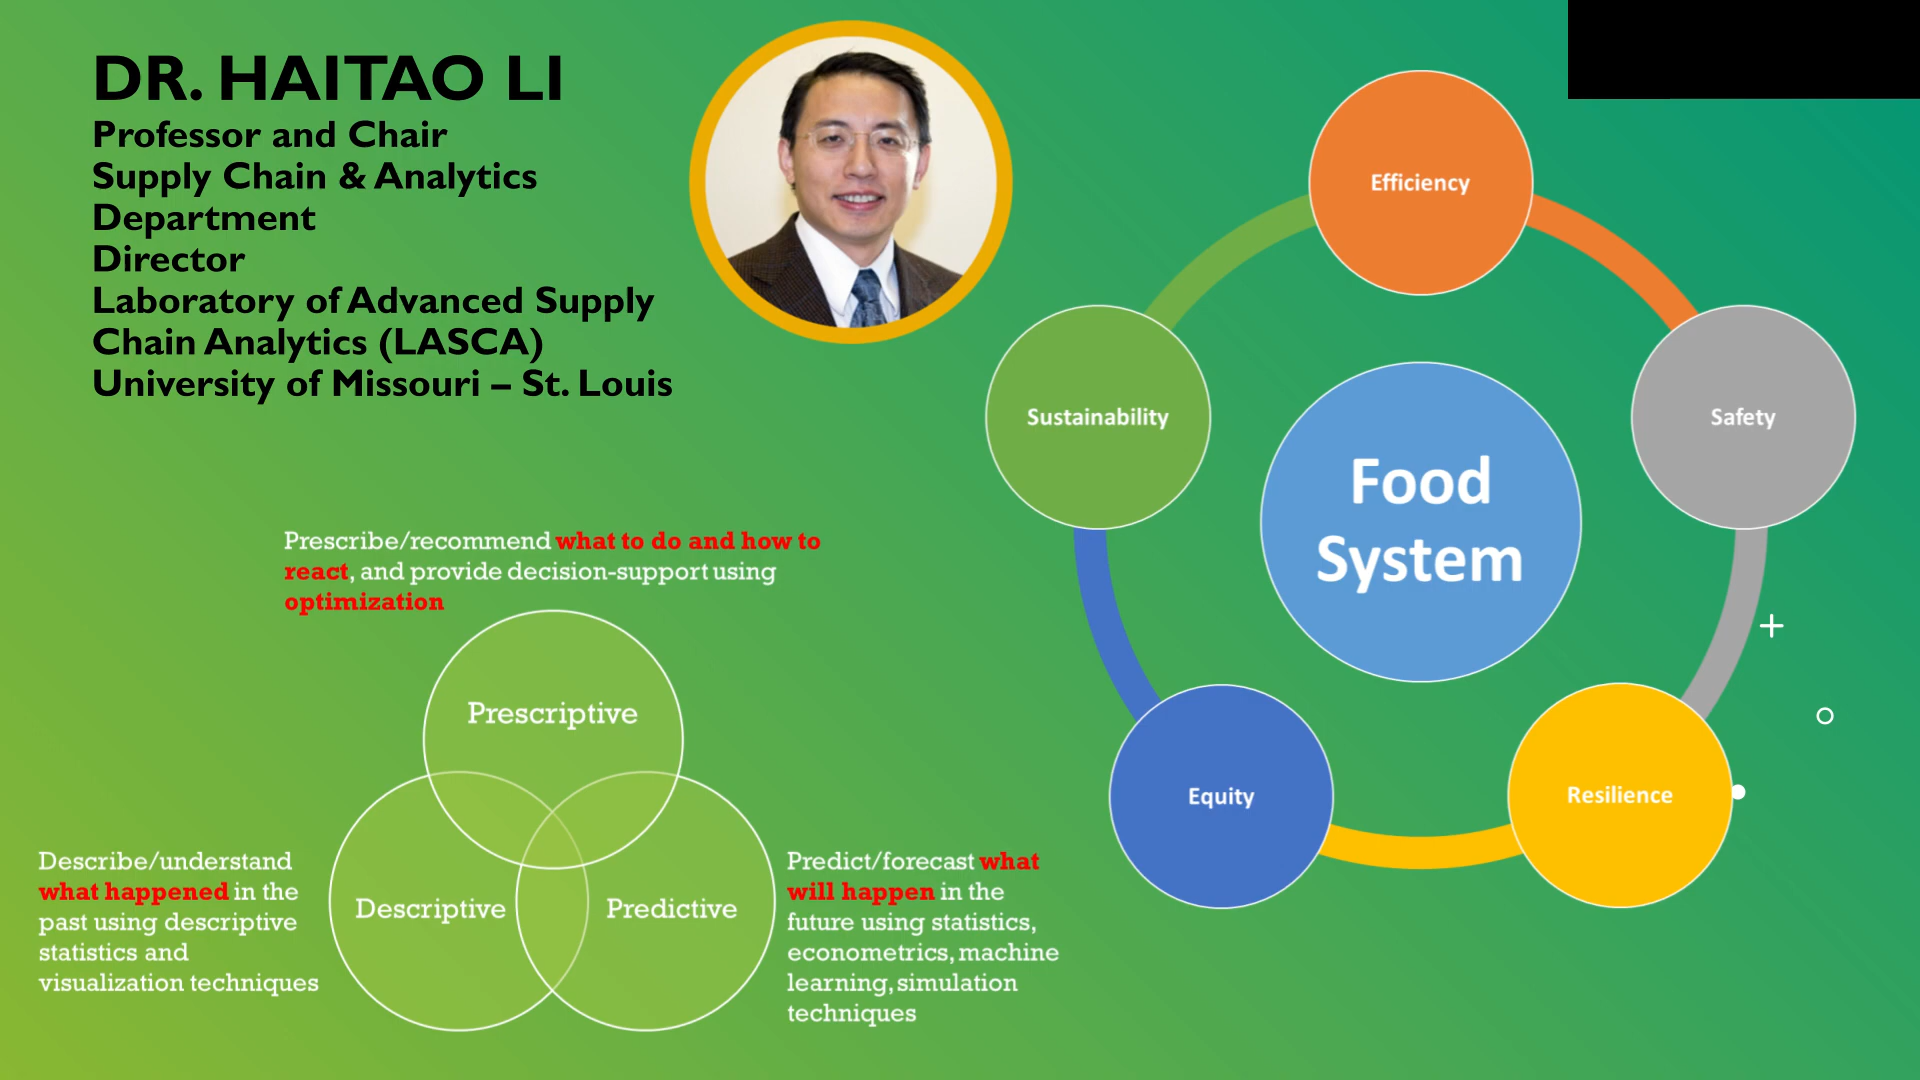 DR. HAITAO LI
Professor and Chair
Supply Chain & Analytics
Department
Director
Laboratory of Advanced Supply
Chain Analytics (LASCA)
University of Missouri – St. Louis
Prescribe/recommend what to do and how to
react, and provide decision-support using
optimization
Prescriptive
Descriptive
Predictive
Describe/understand
what happened in the
past using descriptive
statistics and
visualization techniques
Predict/forecast what
will happen in the
future using statistics,
econometrics, machine
learning, simulation
techniques
Efficiency
Sustainability
Safety
Food
System
Equity
Resilience